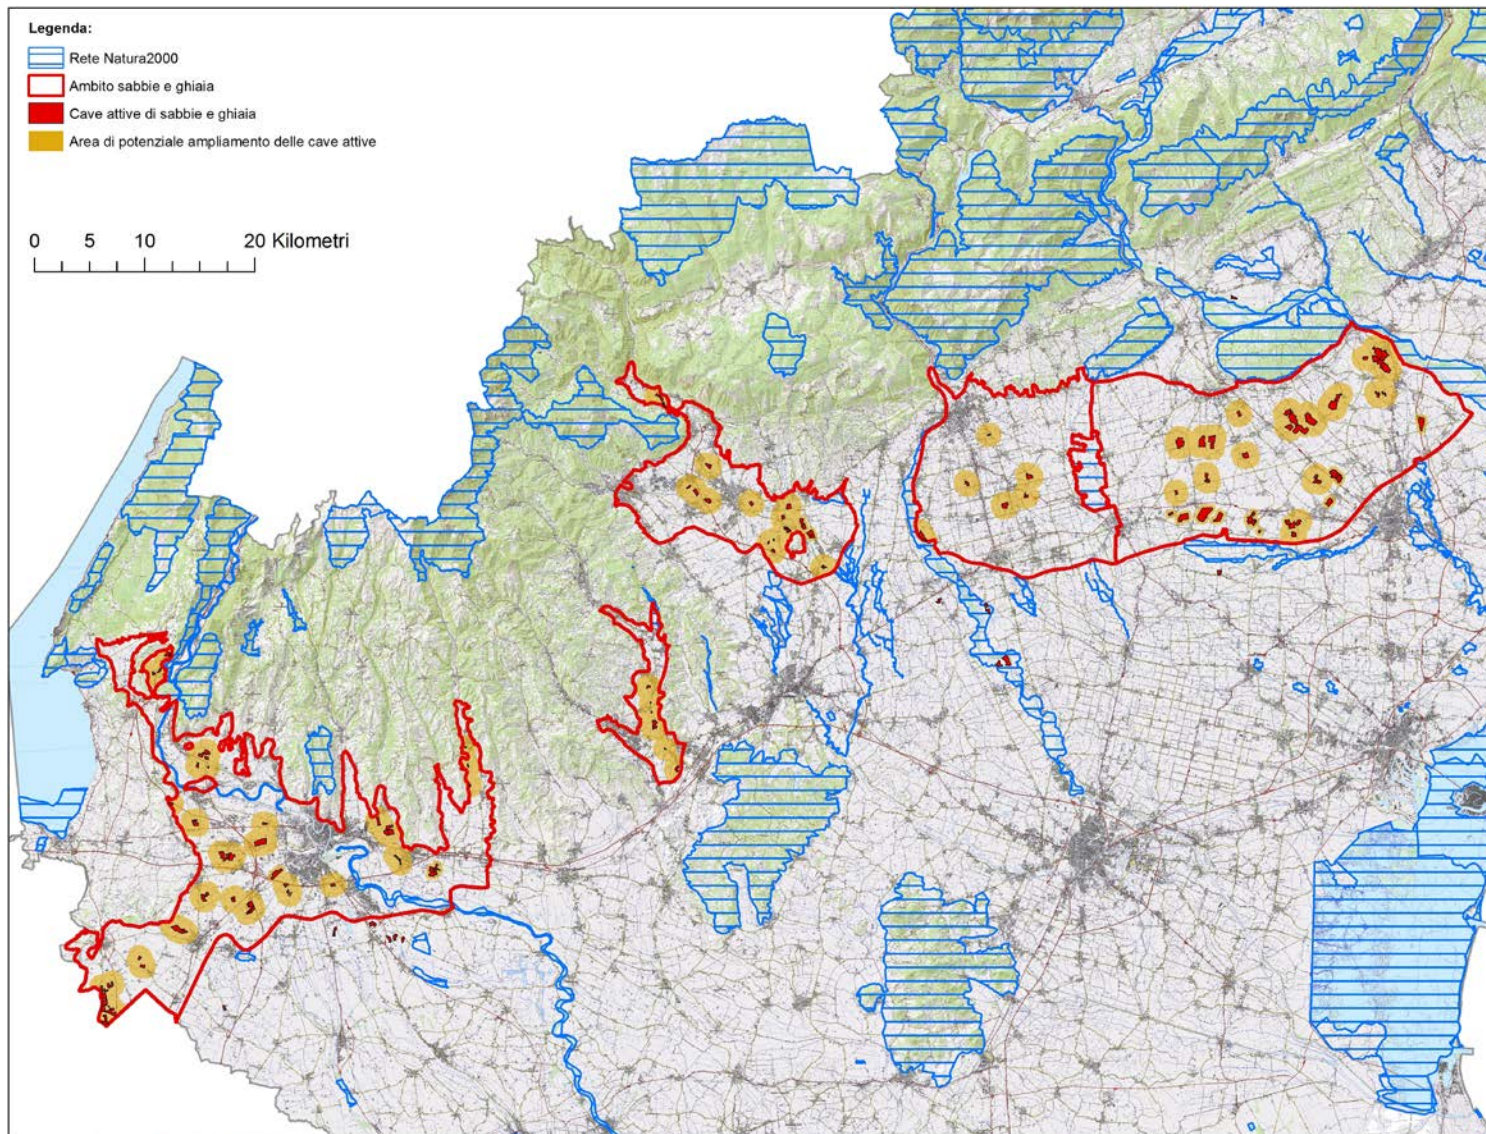 Legenda:
Rete Natura2000
Ambito sabbie e ghiaia
Cave attive di sabbie e ghiaia
Area di potenziale ampliamento delle cave attive
0 5 10 20 Kilometri